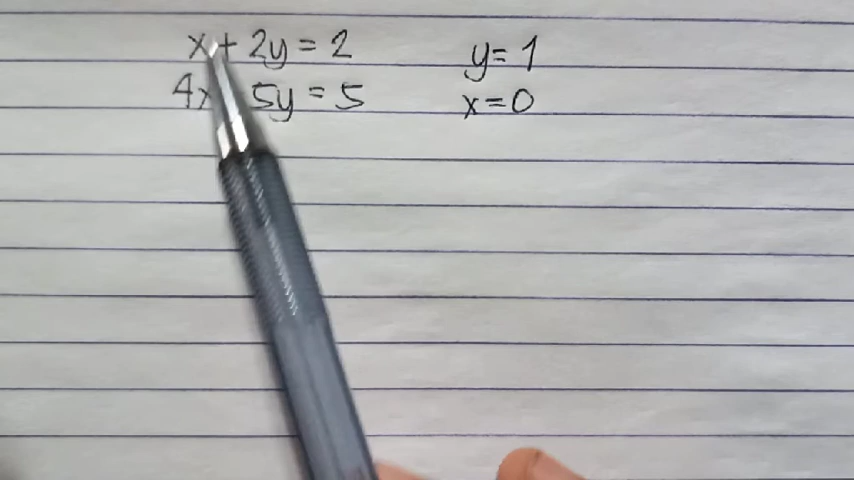 x + 2y = 2
4x 5y = 5
y = 1
x = 0